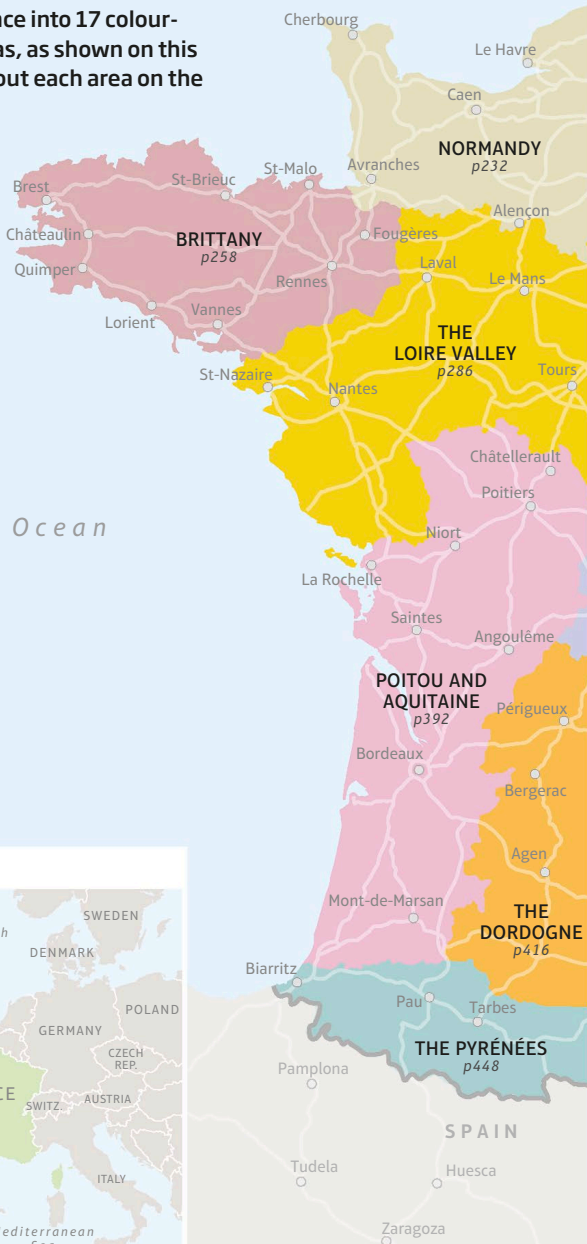 nce into 17 colour-
as, as shown on this
out each area on the
Cherbourg
Le Havre
Caen
NORMANDY
p232
St-Malo
Avranches
St-Brieuc
Brest
Alençon
Châteaulin
BRITTANY
p258
Fougères
Quimper
Rennes
Laval
Le Mans
Lorient
Vannes
THE
LOIRE VALLEY
p286
St-Nazaire
Nantes
Tours
Châtellerault
Poitiers
Ocean
Niort
La Rochelle
Saintes
Angoulême
POITOU AND
AQUITAINE
p392
Périgueux
Bordeaux
Bergerac
Agen
Mont-de-Marsan
THE
DORDOGNE
p416
Biarritz
Pau
Tarbes
THE PYRÉNÉES
p448
Pamplona
SPAIN
Tudela
Huesca
Zaragoza
SWEDEN
h
DENMARK
POLAND
GERMANY
CZECH
REP.
CE
SWITZ.
AUSTRIA
ITALY
editerranean
Sea